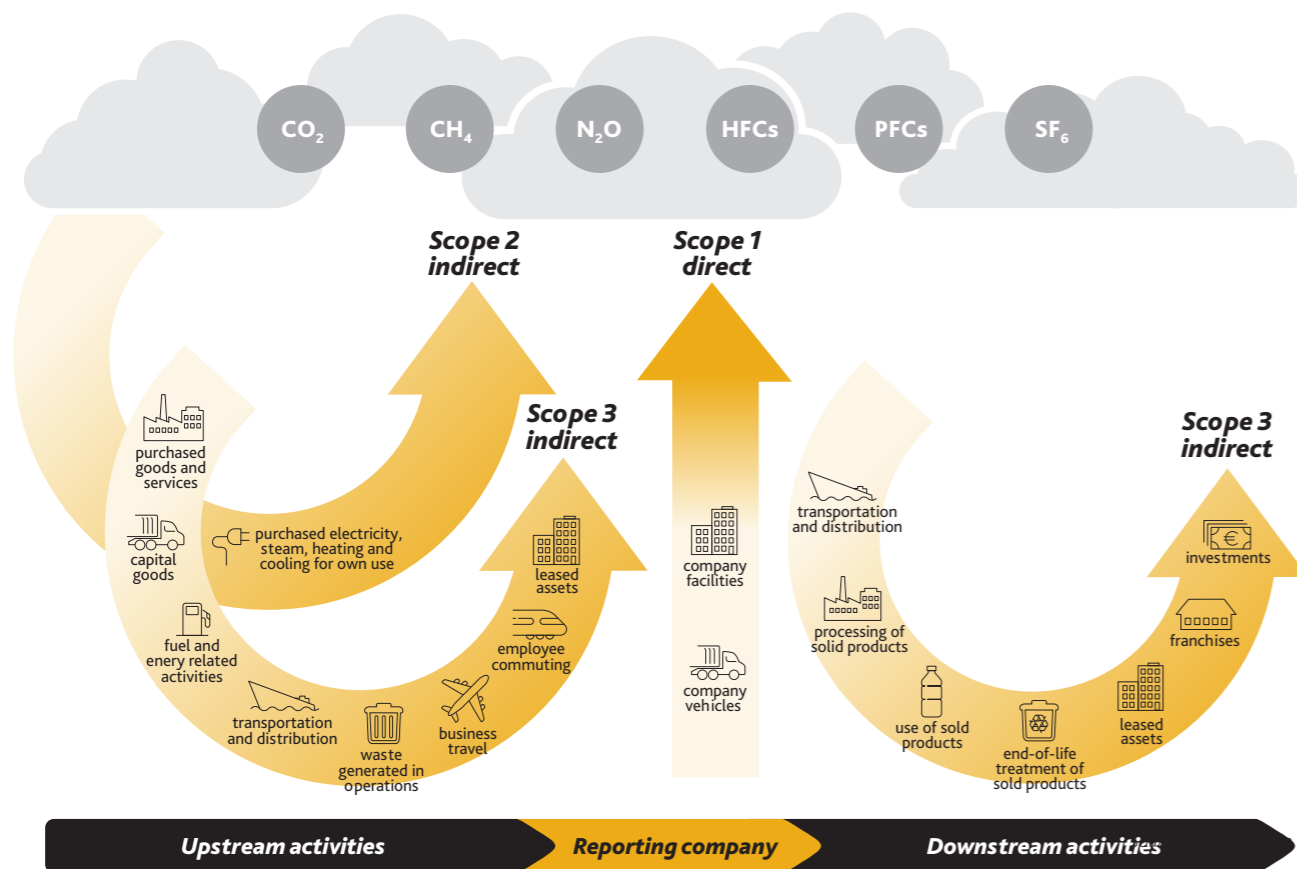 CO₂
CH₄
N₂O
HFCs
PFCs
SF₆
Scope 2
indirect
Scope 1
direct
Scope 3
indirect
Scope 3
indirect
purchased
goods and
services
capital
goods
purchased electricity,
steam, heating and
cooling for own use
fuel and
enery related
activities
transportation
and distribution
waste
generated in
operations
business
travel
employee
commuting
leased
assets
company
facilities
company
vehicles
transportation
and distribution
processing of
solid products
use of sold
products
end-of-life
treatment of
sold products
leased
assets
franchises
€
investments
Upstream activities
Reporting company
Downstream activities